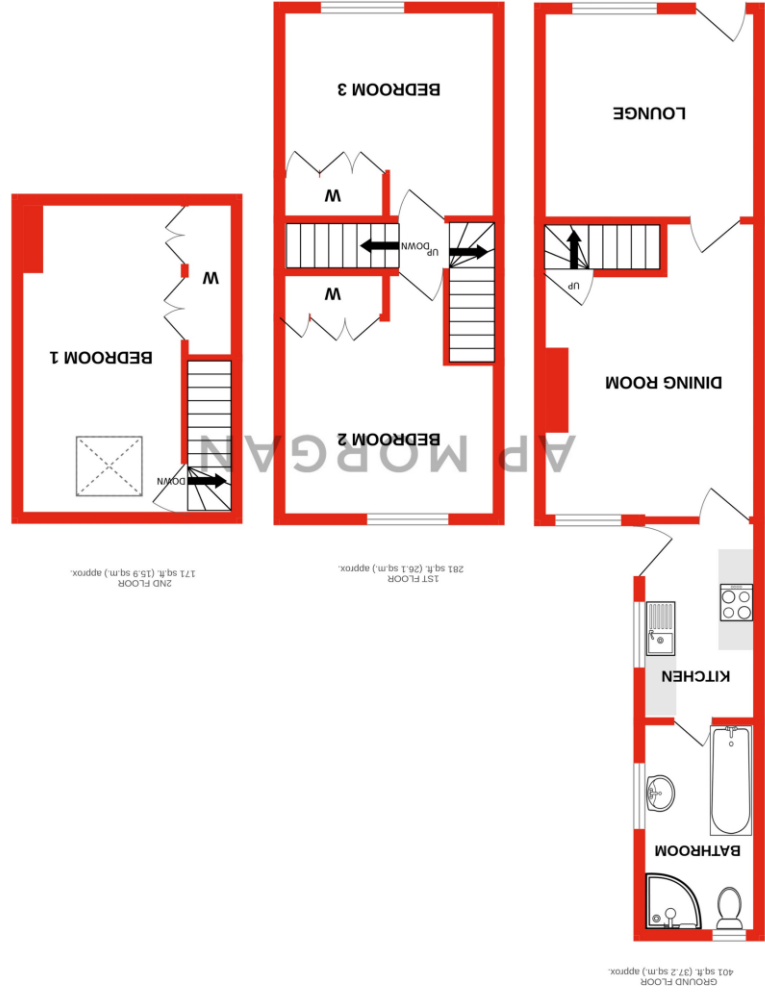 GROUND FLOOR
401 sq.ft. (37.2 sq.m.) approx.
BATHROOM
KITCHEN
DINING ROOM
UP
LOUNGE
1ST FLOOR
281 sq.ft. (26.1 sq.m.) approx.
BEDROOM 2
W
UP
DOWN
W
BEDROOM 3
2ND FLOOR
171 sq.ft. (15.9 sq.m.) approx.
DOWN
BEDROOM 1
W
AP MORGAN